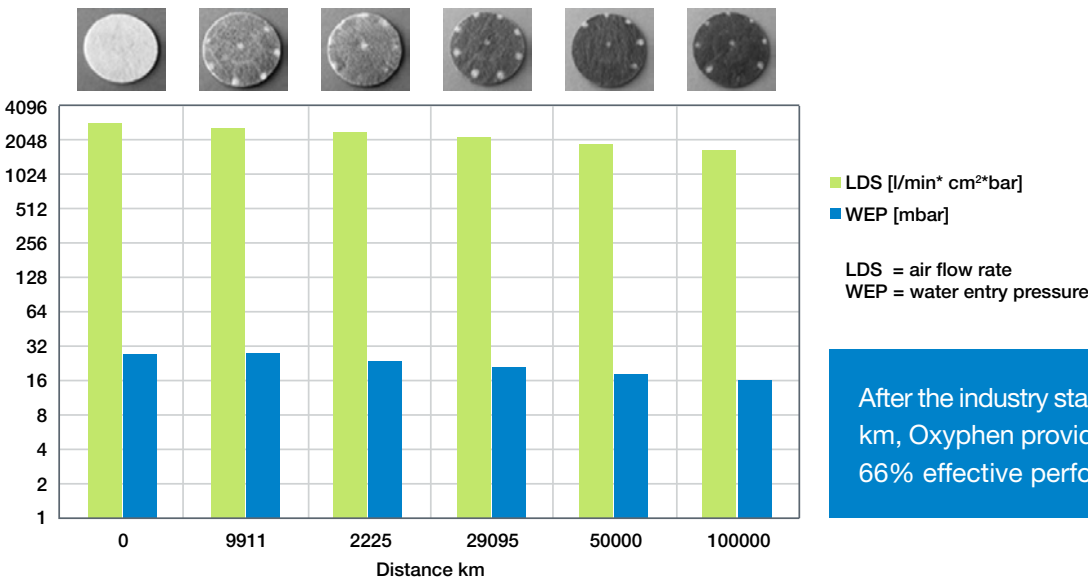 4096
2048
1024
512
256
128
64
32
16
8
4
2
1
0 9911 2225 29095 50000 100000
Distance km
LDS [l/min* cm²*bar]
WEP [mbar]
LDS = air flow rate
WEP = water entry pressure
After the industry sta
km, Oxyphen provid
66% effective perfo